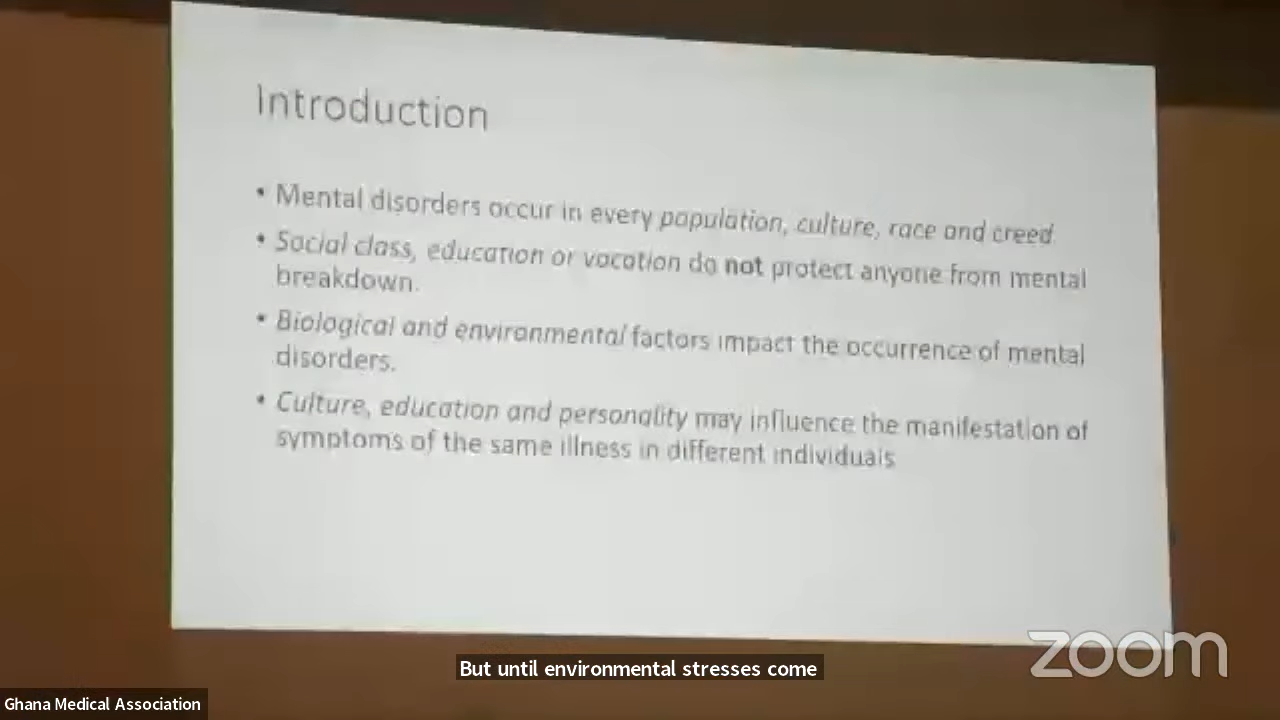 Introduction
• Mental disorders occur in every population, culture, race and creed.
• Social class, education or vocation do not protect anyone from mental
breakdown.
• Biological and environmental factors impact the occurrence of mental
disorders.
• Culture, education and personality may influence the manifestation of
symptoms of the same illness in different individuals
zoom
But until environmental stresses come
Ghana Medical Association